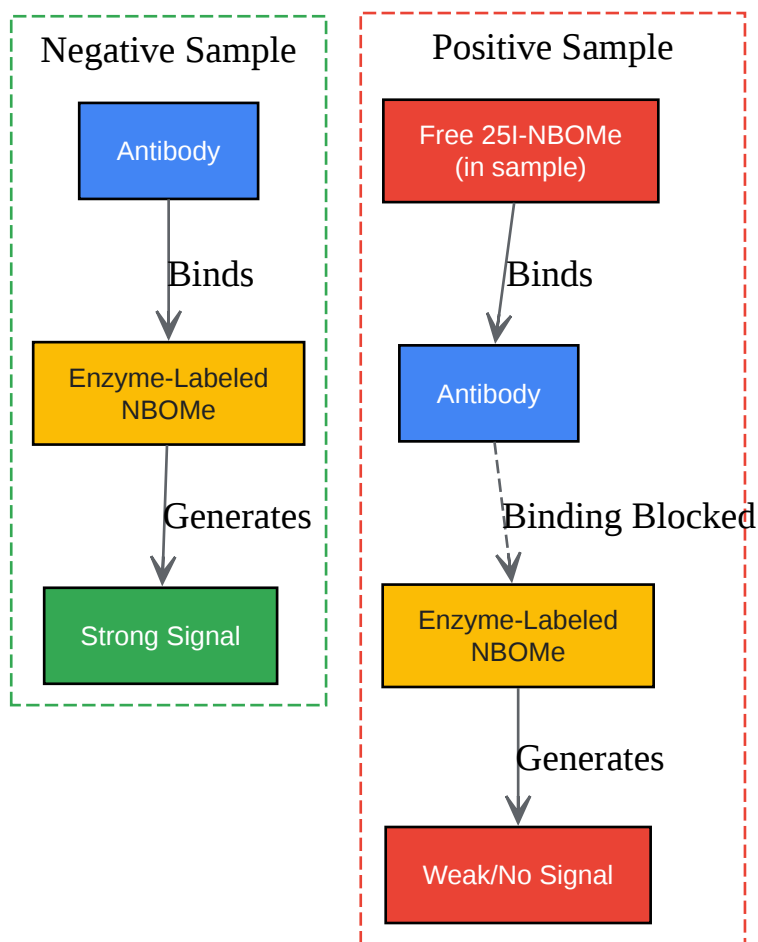 Negative Sample
Antibody
Binds
Enzyme-Labeled
NBOMe
Generates
Strong Signal
Positive Sample
Free 25I-NBOMe
(in sample)
Binds
Antibody
Binding Blocked
Enzyme-Labeled
NBOMe
Generates
Weak/No Signal